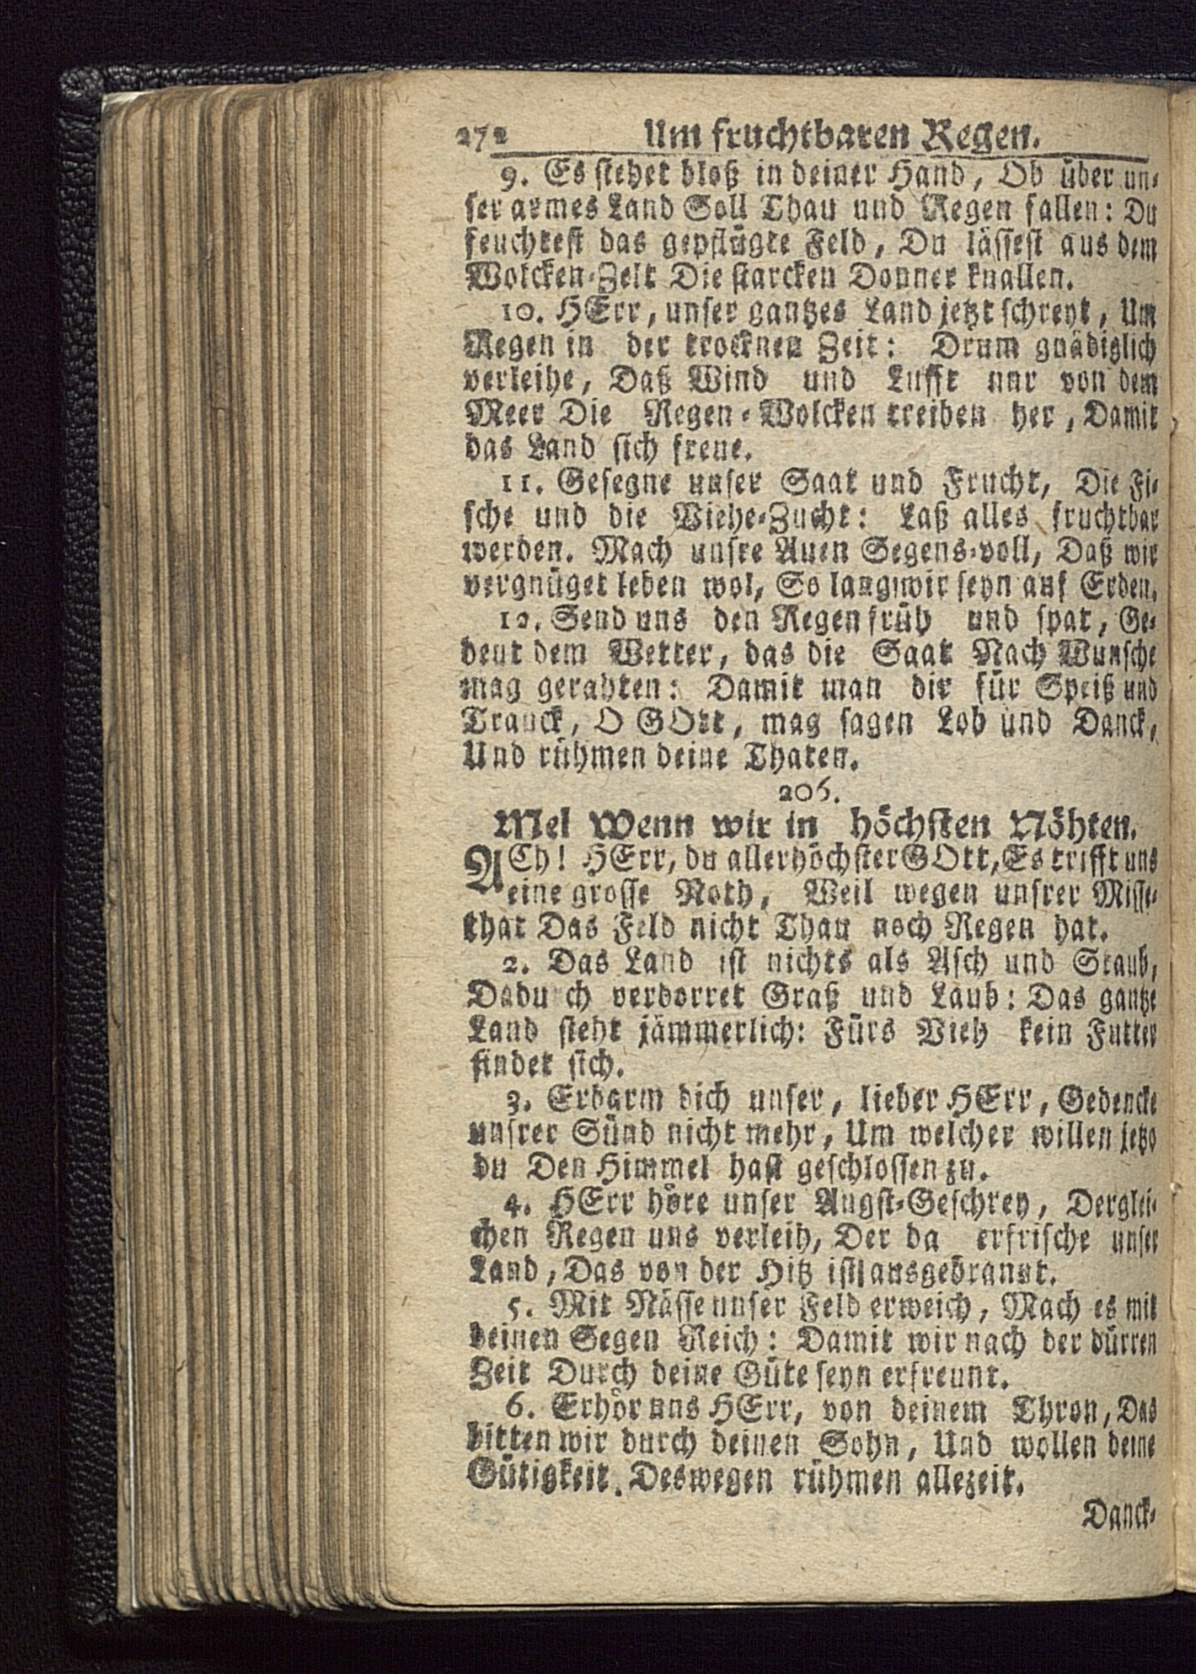 272 Um fruchtbaren Regen.
9. Es stehet bloß in deiner Hand, Ob über un-
ser armes Land Soll Thau und Regen fallen: Du
feuchtest das gepflügte Feld, Du lässest aus dem
Wolcken-Zelt Die starcken Donner knallen.
10. HErr, unser gantzes Land jetzt schreyt, Um
Regen in der trocknen Zeit: Drum gnädiglich
verleihe, Daß Wind und Lufft nur von dem
Meer Die Regen-Wolcken treiben her, Damit
das Land sich freue.
11. Gesegne unser Saat und Frucht, Die Fi-
sche und die Viehe-Zucht: Laß alles fruchtbar
werden. Mach unsre Auen Segens-voll, Daß wir
vergnüget leben wol, So lang wir seyn auf Erden.
12. Send uns den Regen früh und spat, Ge-
beut dem Wetter, das die Saat Nach Wunsche
mag gerahten: Damit man dir für Speiß und
Tranck, O GOtt, mag sagen Lob und Danck,
Und rühmen deine Thaten.
206.
Mel Wenn wir in höchsten Nöhten.
ACh! HErr, du allerhöchster GOtt, Es trifft uns
eine grosse Noth, Weil wegen unsrer Misse-
that Das Feld nicht Thau noch Regen hat.
2. Das Land ist nichts als Asch und Staub,
Dadu ch verdorret Graß und Laub: Das gantze
Land steht jämmerlich: Fürs Vieh kein Futter
findet sich.
3. Erbarm dich unser, lieber HErr, Gedencke
unsrer Sünd nicht mehr, Um welcher willen jetzo
du Den Himmel hast geschlossen zu.
4. HErr höre unser Angst-Geschrey, Derglei-
chen Regen uns verleih, Der da erfrische unser
Land, Das von der Hitz ist ausgebrannt.
5. Mit Nässe unser Feld erweich, Mach es mit
deinen Segen Reich: Damit wir nach der dürren
Zeit Durch deine Güte seyn erfreunt.
6. Erhör uns HErr, von deinem Thron, Das
bitten wir durch deinen Sohn, Und wollen deine
Gütigkeit. Deswegen rühmen allezeit.
Danck-